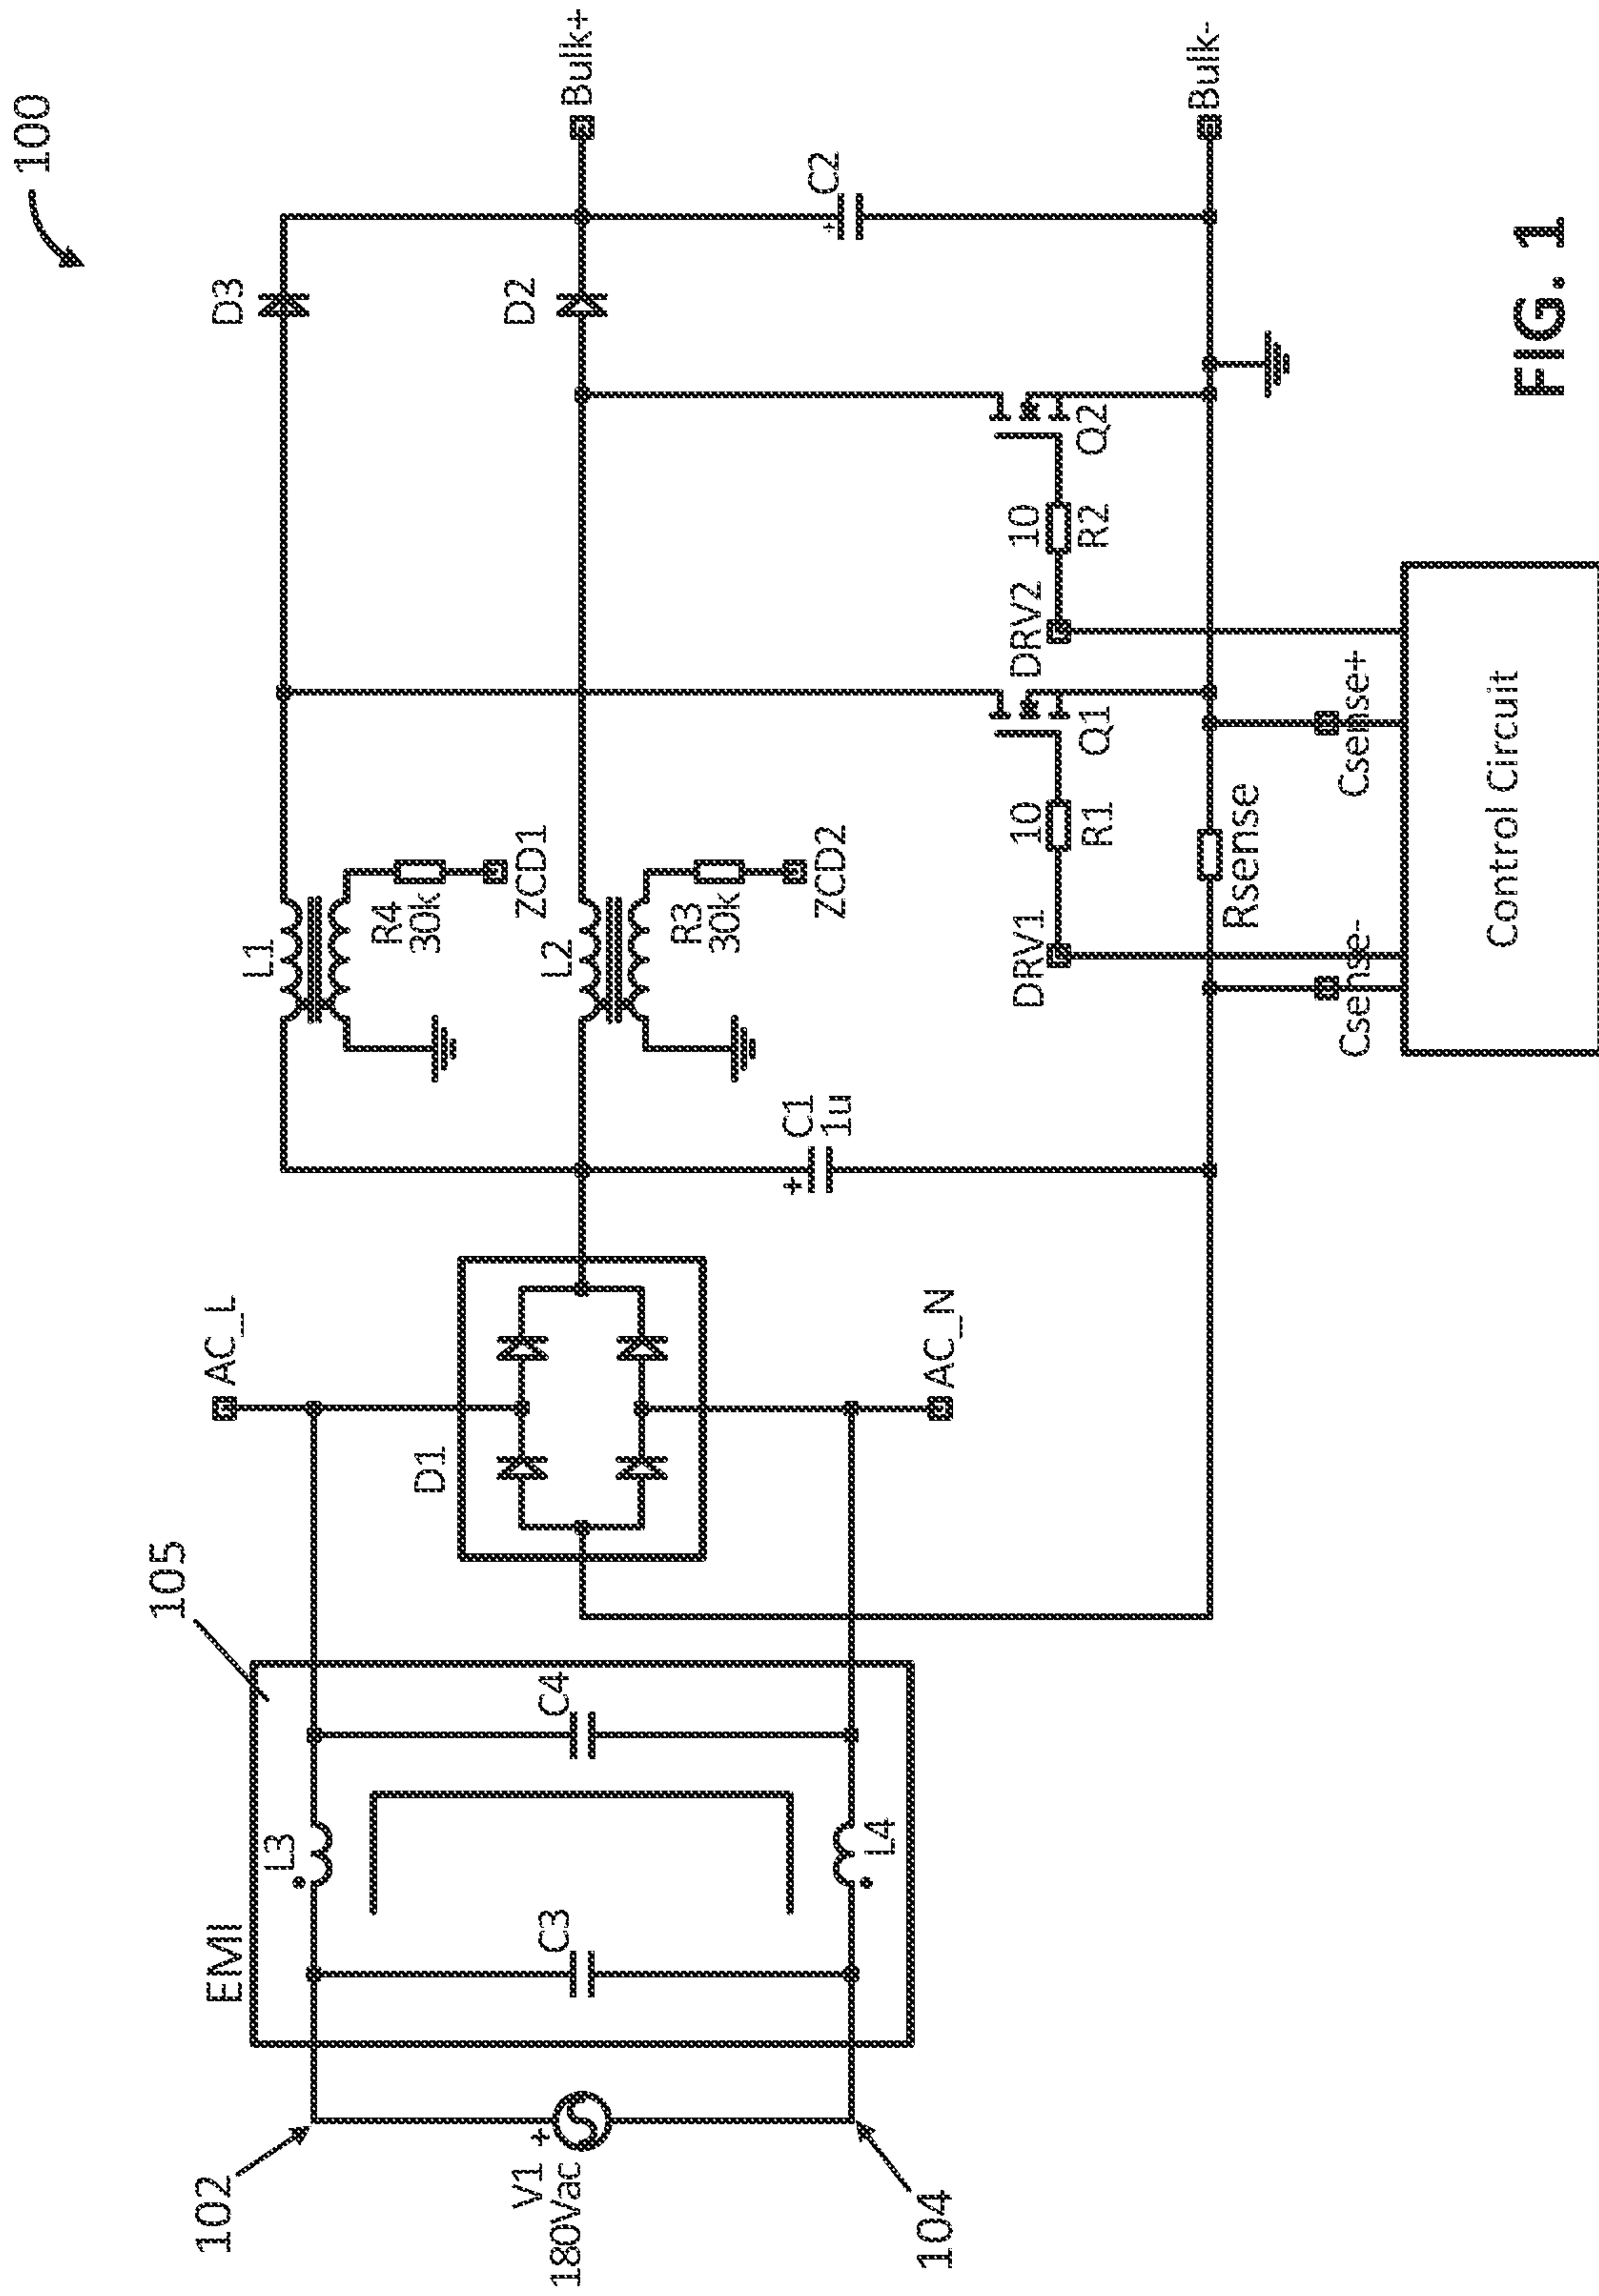 100
105
102
104
EMI
L3
L4
C3
C4
V1
180Vac
AC_L
AC_N
D1
L1
R4
30k
ZCD1
L2
R3
30k
ZCD2
C1
1u
D3
D2
C2
Bulk+
Bulk-
DRV1
10
R1
Q1
DRV2
10
R2
Q2
Rsense
Csense-
Csense+
Control Circuit
FIG. 1